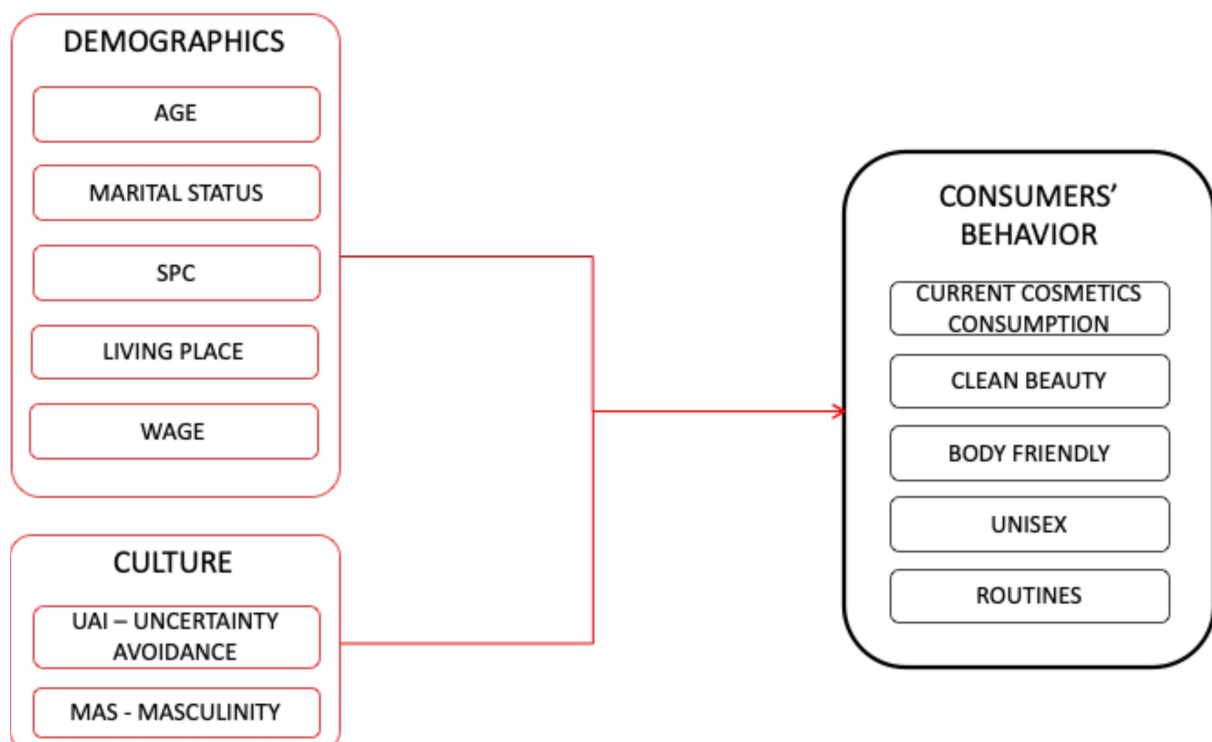 DEMOGRAPHICS
AGE
MARITAL STATUS
SPC
LIVING PLACE
WAGE
CULTURE
UAI – UNCERTAINTY
AVOIDANCE
MAS - MASCULINITY
CONSUMERS’
BEHAVIOR
CURRENT COSMETICS
CONSUMPTION
CLEAN BEAUTY
BODY FRIENDLY
UNISEX
ROUTINES